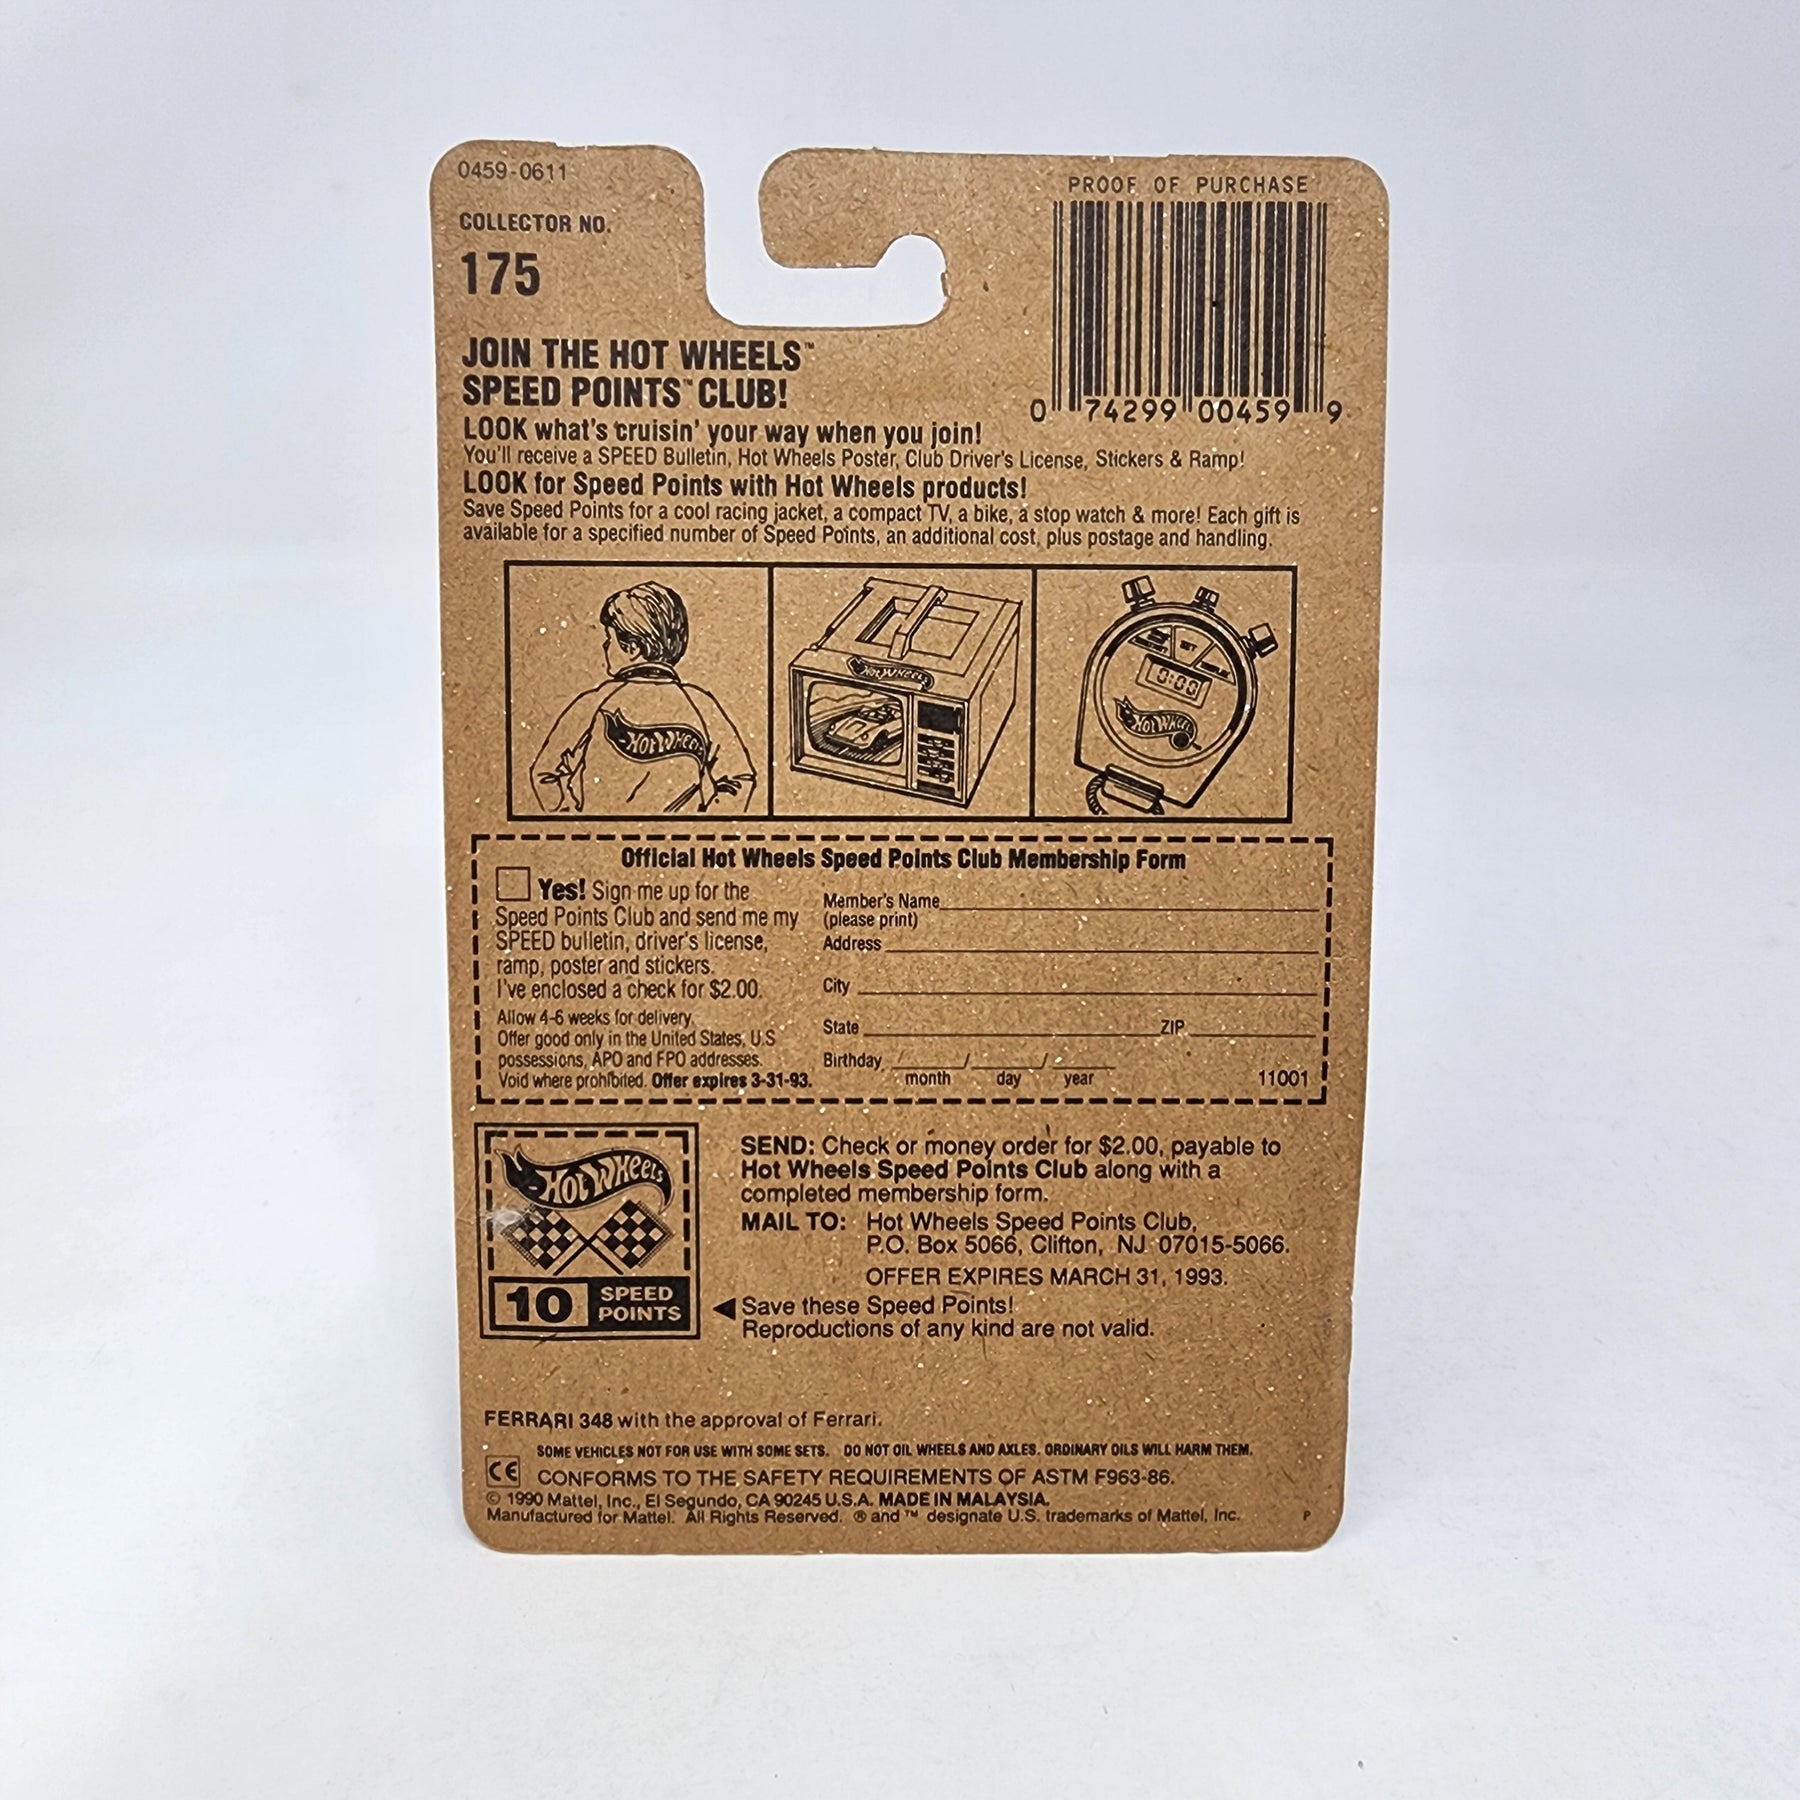 0459-0611
COLLECTOR NO.
175
PROOF OF PURCHASE
0 74299 00459 9
JOIN THE HOT WHEELS™
SPEED POINTS™ CLUB!
LOOK what's cruisin' your way when you join!
You'll receive a SPEED Bulletin, Hot Wheels Poster, Club Driver's License, Stickers & Ramp!
LOOK for Speed Points with Hot Wheels products!
Save Speed Points for a cool racing jacket, a compact TV, a bike, a stop watch & more! Each gift is
available for a specified number of Speed Points, an additional cost, plus postage and handling.
HOT WHEELS
HOT WHEELS
SET
0:00
HOT WHEELS
Official Hot Wheels Speed Points Club Membership Form
Yes! Sign me up for the
Speed Points Club and send me my
SPEED bulletin, driver's license,
ramp, poster and stickers.
I've enclosed a check for $2.00.
Allow 4-6 weeks for delivery.
Offer good only in the United States, U.S
possessions, APO and FPO addresses.
Void where prohibited. Offer expires 3-31-93.
Member's Name
(please print)
Address
City
State ZIP
Birthday / /
month day year
11001
HOT WHEELS
10 SPEED
POINTS
SEND: Check or money order for $2.00, payable to
Hot Wheels Speed Points Club along with a
completed membership form.
MAIL TO: Hot Wheels Speed Points Club,
P.O. Box 5066, Clifton, NJ 07015-5066.
OFFER EXPIRES MARCH 31, 1993.
Save these Speed Points!
Reproductions of any kind are not valid.
FERRARI 348 with the approval of Ferrari.
SOME VEHICLES NOT FOR USE WITH SOME SETS. DO NOT OIL WHEELS AND AXLES. ORDINARY OILS WILL HARM THEM.
CE CONFORMS TO THE SAFETY REQUIREMENTS OF ASTM F963-86.
© 1990 Mattel, Inc., El Segundo, CA 90245 U.S.A. MADE IN MALAYSIA.
Manufactured for Mattel. All Rights Reserved. ® and ™ designate U.S. trademarks of Mattel, Inc. P